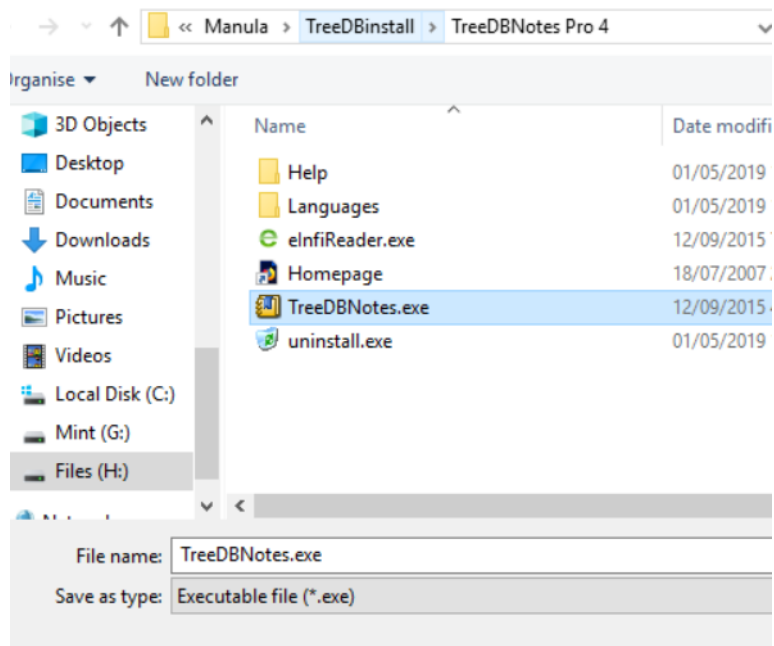 « Manula > TreeDBinstall > TreeDBNotes Pro 4
Organise New folder
3D Objects
Desktop
Documents
Downloads
Music
Pictures
Videos
Local Disk (C:)
Mint (G:)
Files (H:)
Name Date modifi
Help 01/05/2019
Languages 01/05/2019
eInfiReader.exe 12/09/2015
Homepage 18/07/2007
TreeDBNotes.exe 12/09/2015
uninstall.exe 01/05/2019
File name: TreeDBNotes.exe
Save as type: Executable file (*.exe)